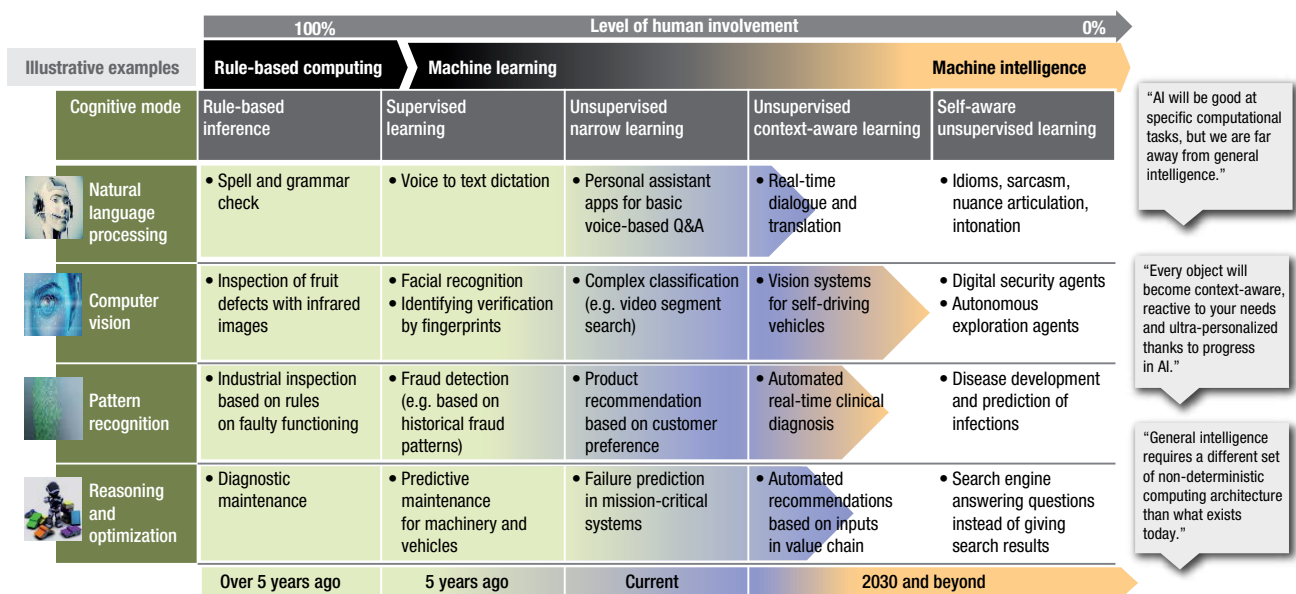 Level of human involvement
100%
0%
Illustrative examples
Rule-based computing
Machine learning
Machine intelligence
Cognitive mode
Rule-based
inference
Supervised
learning
Unsupervised
narrow learning
Unsupervised
context-aware learning
Self-aware
unsupervised learning
Natural
language
processing
• Spell and grammar
check
• Voice to text dictation
• Personal assistant
apps for basic
voice-based Q&A
• Real-time
dialogue and
translation
• Idioms, sarcasm,
nuance articulation,
intonation
Computer
vision
• Inspection of fruit
defects with infrared
images
• Facial recognition
• Identifying verification
by fingerprints
• Complex classification
(e.g. video segment
search)
• Vision systems
for self-driving
vehicles
• Digital security agents
• Autonomous
exploration agents
Pattern
recognition
• Industrial inspection
based on rules
on faulty functioning
• Fraud detection
(e.g. based on
historical fraud
patterns)
• Product
recommendation
based on customer
preference
• Automated
real-time clinical
diagnosis
• Disease development
and prediction of
infections
Reasoning
and
optimization
• Diagnostic
maintenance
• Predictive
maintenance
for machinery and
vehicles
• Failure prediction
in mission-critical
systems
• Automated
recommendations
based on inputs
in value chain
• Search engine
answering questions
instead of giving
search results
Over 5 years ago
5 years ago
Current
2030 and beyond
“AI will be good at
specific computational
tasks, but we are far
away from general
intelligence.”
“Every object will
become context-aware,
reactive to your needs
and ultra-personalized
thanks to progress
in AI.”
“General intelligence
requires a different set
of non-deterministic
computing architecture
than what exists
today.”